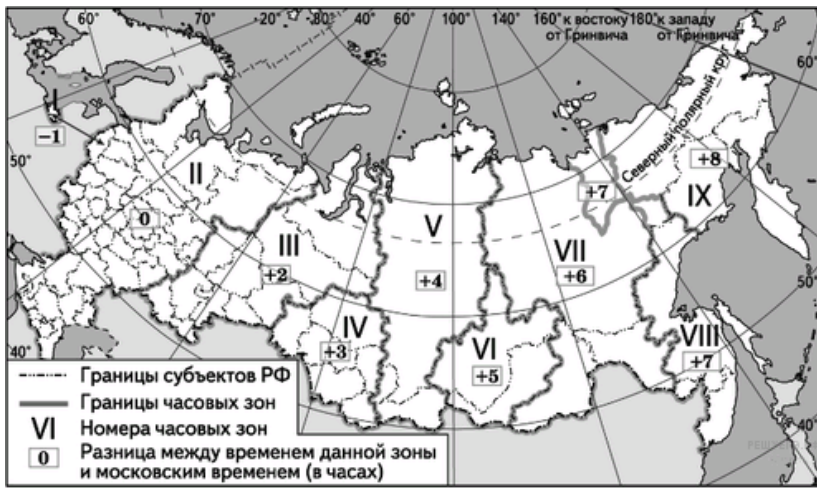 60° 70° -20° -80° 40° 60° 100° 140° 160° к востоку 180° к западу
от Гринвича от Гринвича
60°
Северный полярный круг
I
−1
50°
II
0
III
+2
IV
+3
V
+4
VI
+5
VII
+6
+7
+8
IX
VIII
+7
50°
40°
40°
Границы субъектов РФ
Границы часовых зон
VI Номера часовых зон
0 Разница между временем данной зоны
и московским временем (в часах)